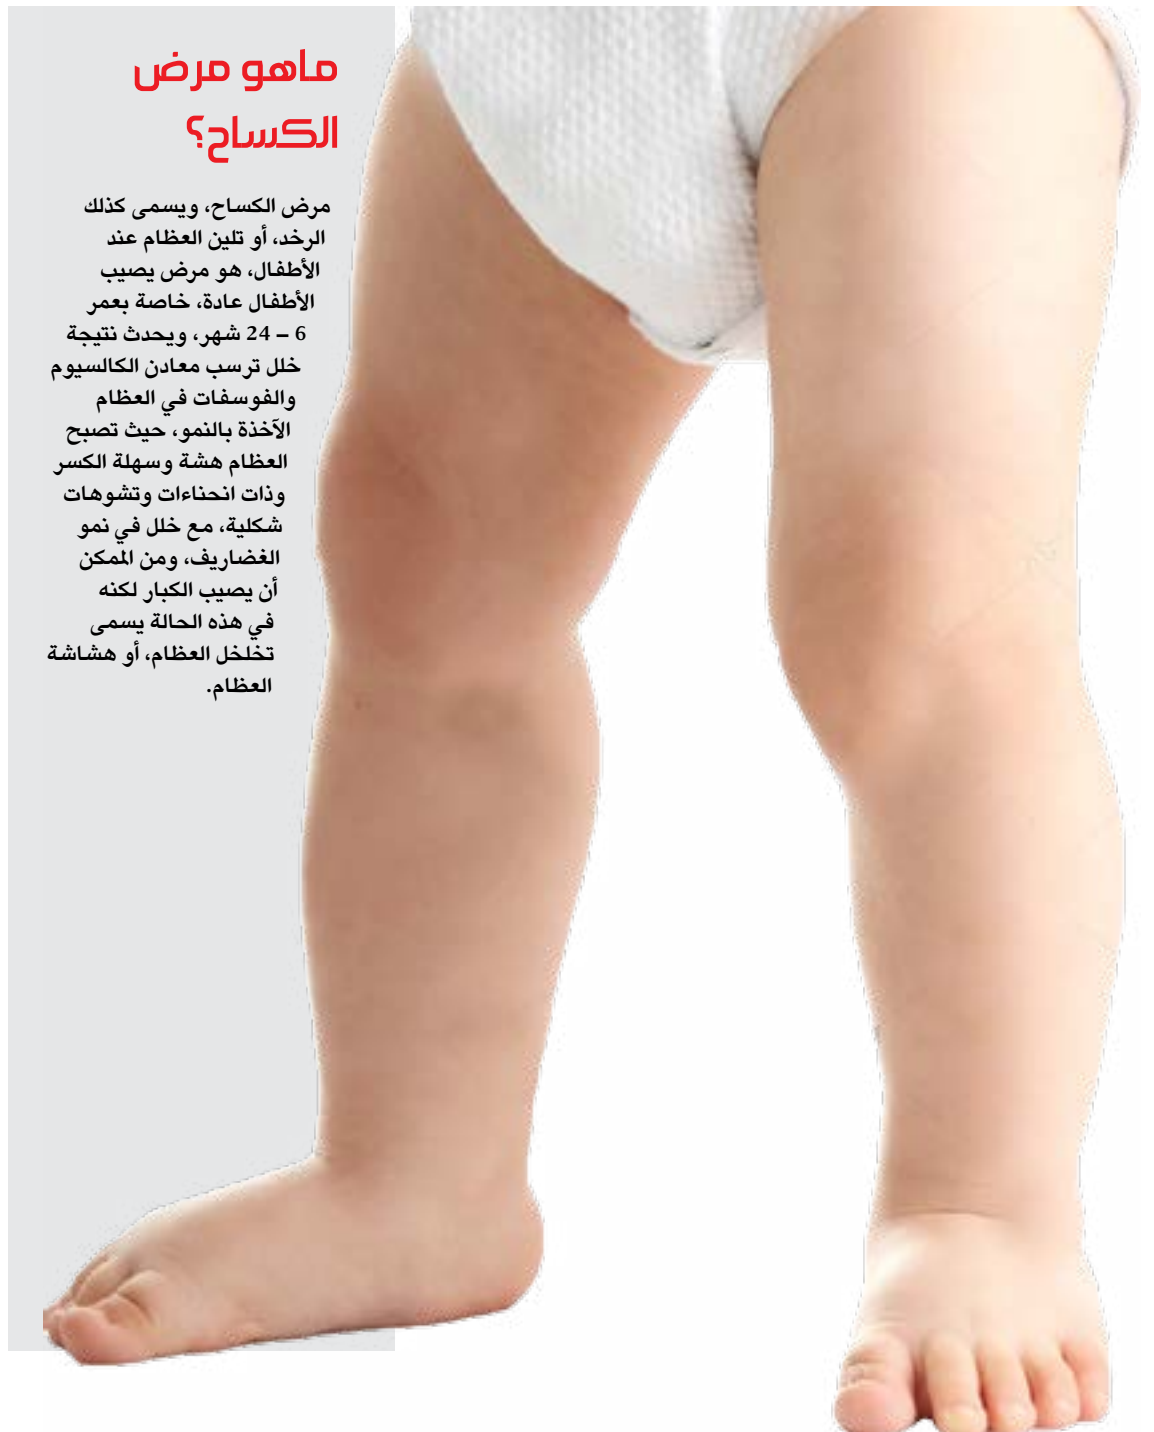 ماهو مرض
الكساح؟
مرض الكساح، ويسمى كذلك
الرخد، أو تلين العظام عند
الأطفال، هو مرض يصيب
الأطفال عادة، خاصة بعمر
6 – 24 شهر، ويحدث نتيجة
خلل ترسب معادن الكالسيوم
والفوسفات في العظام
الآخذة بالنمو، حيث تصبح
العظام هشة وسهلة الكسر
وذات انحناءات وتشوهات
شكلية، مع خلل في نمو
الغضاريف، ومن الممكن
أن يصيب الكبار لكنه
في هذه الحالة يسمى
تخلخل العظام، أو هشاشة
العظام.